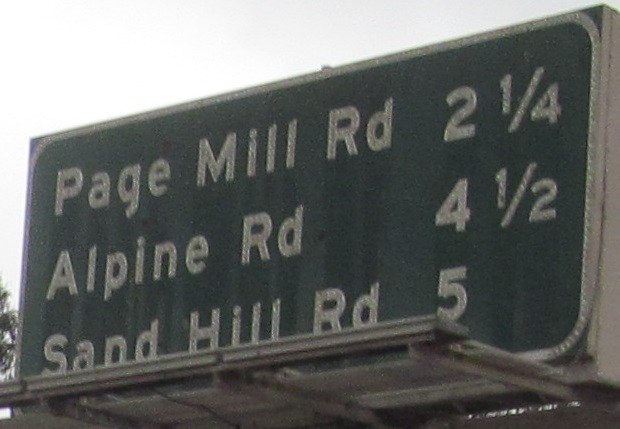 Page Mill Rd 2 1/4
Alpine Rd 4 1/2
Sand Hill Rd 5